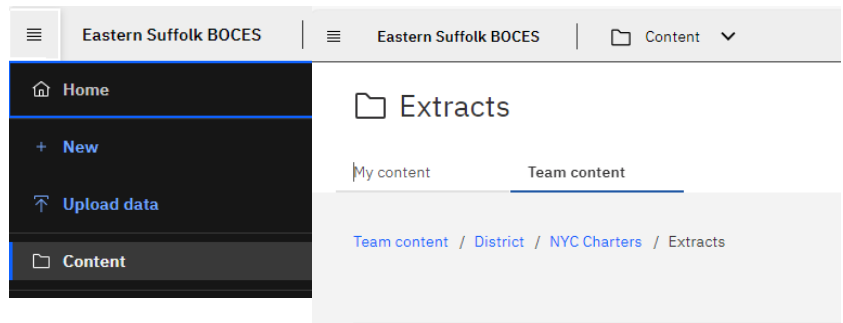 Eastern Suffolk BOCES
Home
+ New
Upload data
Content
Eastern Suffolk BOCES
Content
Extracts
My content
Team content
Team content / District / NYC Charters / Extracts